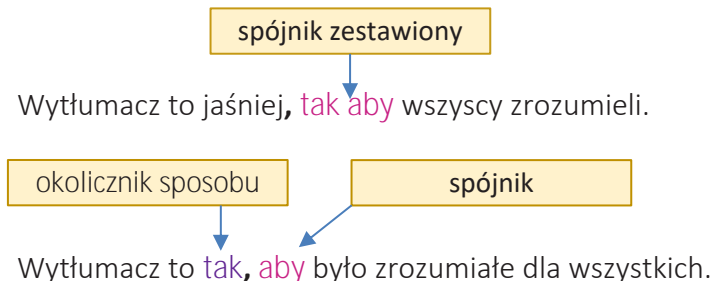 spójnik zestawiony
Wytłumacz to jaśniej, tak aby wszyscy zrozumieli.
okolicznik sposobu spójnik
Wytłumacz to tak, aby było zrozumiałe dla wszystkich.